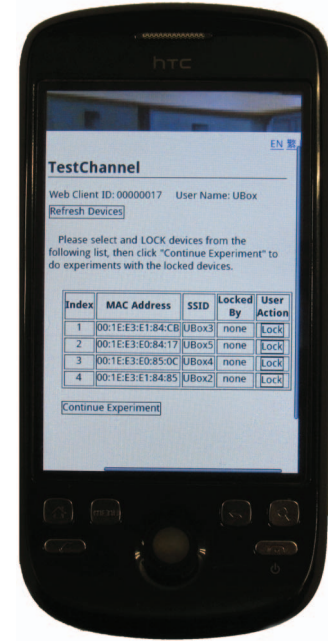 htc
EN 繁
TestChannel
Web Client ID: 00000017 User Name: UBox
Refresh Devices
Please select and LOCK devices from the
following list, then click "Continue Experiment" to
do experiments with the locked devices.
Index MAC Address SSID Locked By User Action
1 00:1E:E3:E1:84:CB UBox3 none Lock
2 00:1E:E3:E0:84:17 UBox5 none Lock
3 00:1E:E3:E0:85:0C UBox4 none Lock
4 00:1E:E3:E1:84:85 UBox2 none Lock
Continue Experiment
MENU